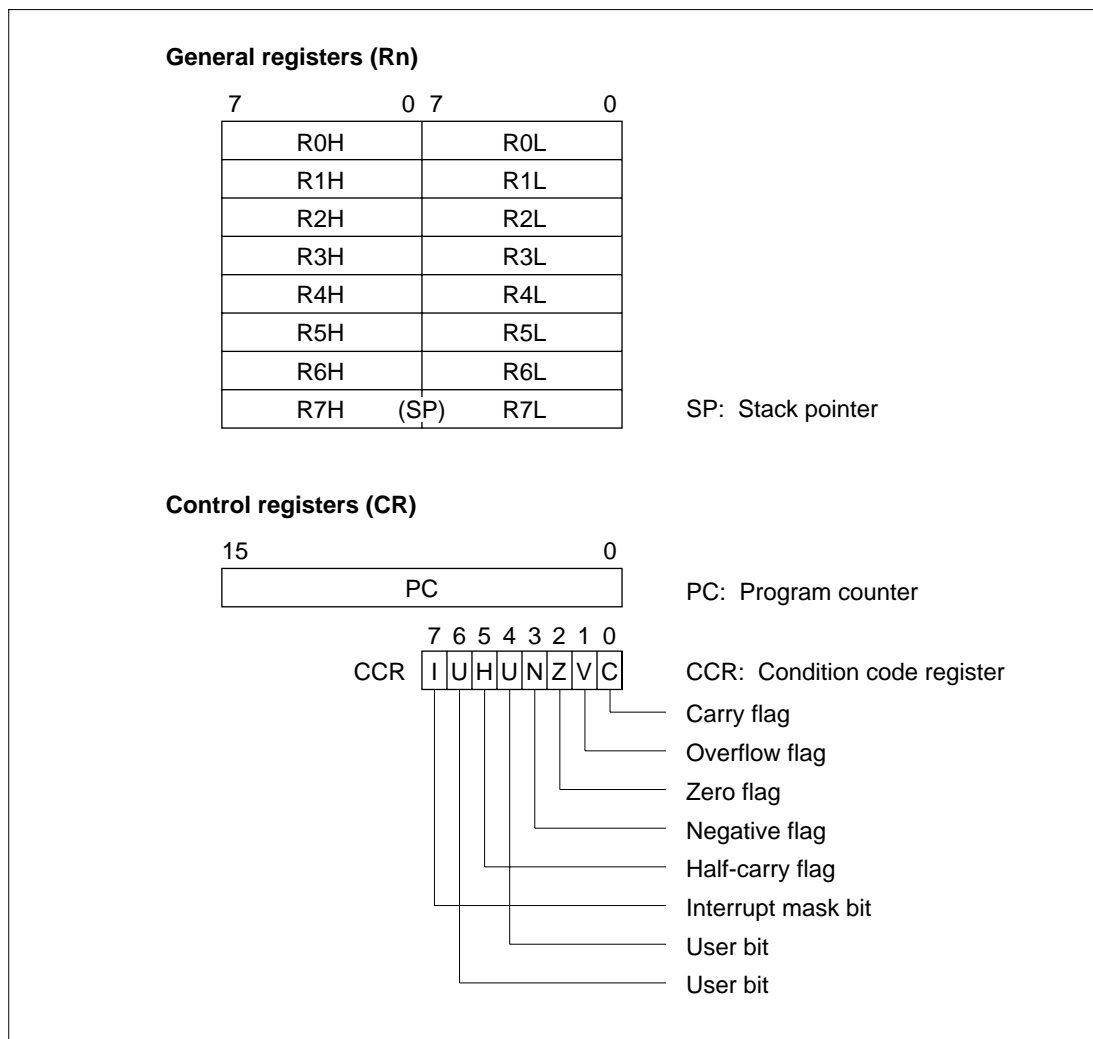 General registers (Rn)
7 0 7 0
R0H R0L
R1H R1L
R2H R2L
R3H R3L
R4H R4L
R5H R5L
R6H R6L
R7H (SP) R7L SP: Stack pointer
Control registers (CR)
15 0
PC PC: Program counter
7 6 5 4 3 2 1 0
CCR I U H U N Z V C CCR: Condition code register
Carry flag
Overflow flag
Zero flag
Negative flag
Half-carry flag
Interrupt mask bit
User bit
User bit